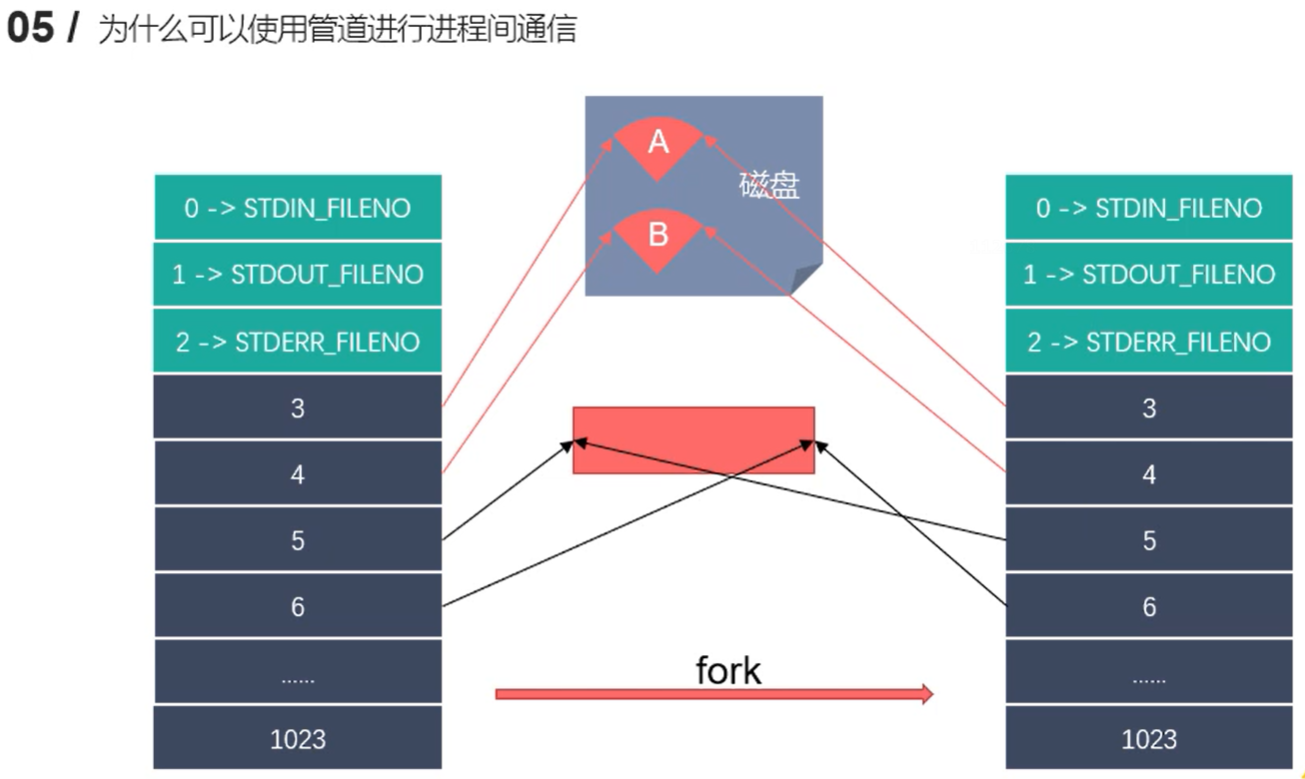 05 / 为什么可以使用管道进行进程间通信
A
磁盘
B
0 -> STDIN_FILENO
1 -> STDOUT_FILENO
2 -> STDERR_FILENO
3
4
5
6
......
1023
fork
0 -> STDIN_FILENO
1 -> STDOUT_FILENO
2 -> STDERR_FILENO
3
4
5
6
......
1023